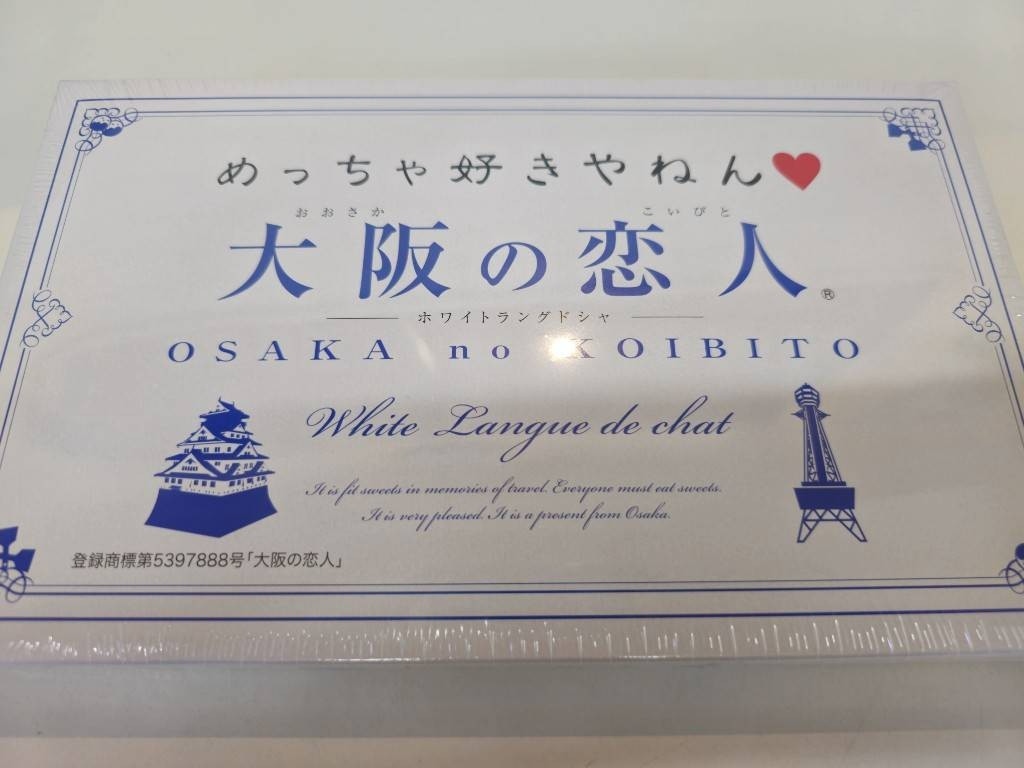 めっちゃ好きやねん♥
おおさか こいびと
大阪の恋人®
ホワイトラングドシャ
OSAKA no KOIBITO
White Langue de chat
It is fit sweets in memories of travel. Everyone must eat sweets.
It is very pleased. It is a present from Osaka.
登録商標第5397888号「大阪の恋人」